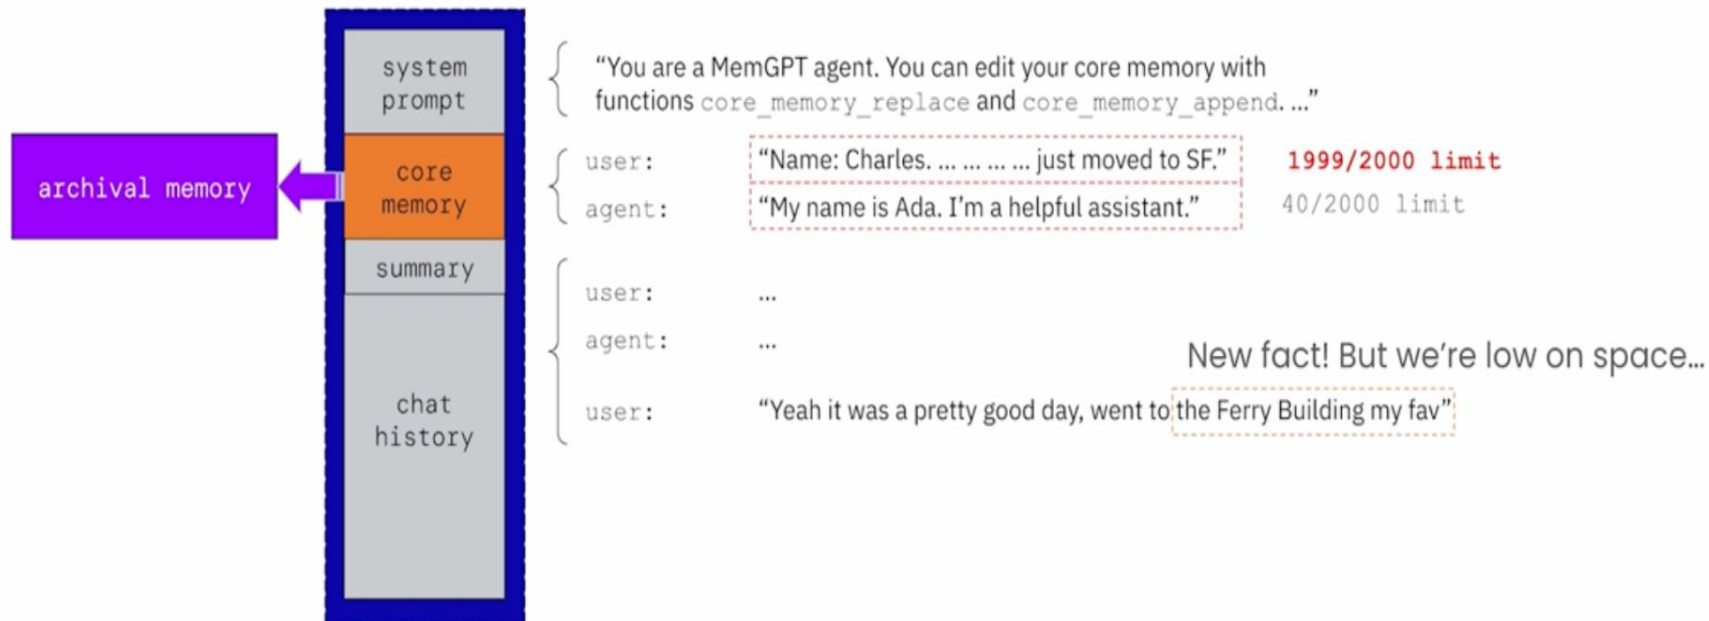 system
prompt
“You are a MemGPT agent. You can edit your core memory with
functions core_memory_replace and core_memory_append. ...”
archival memory
core
memory
user: “Name: Charles. ... ... ... ... just moved to SF.” 1999/2000 limit
agent: “My name is Ada. I’m a helpful assistant.” 40/2000 limit
summary
user: ...
agent: ...
New fact! But we’re low on space...
chat
history
user: “Yeah it was a pretty good day, went to the Ferry Building my fav”